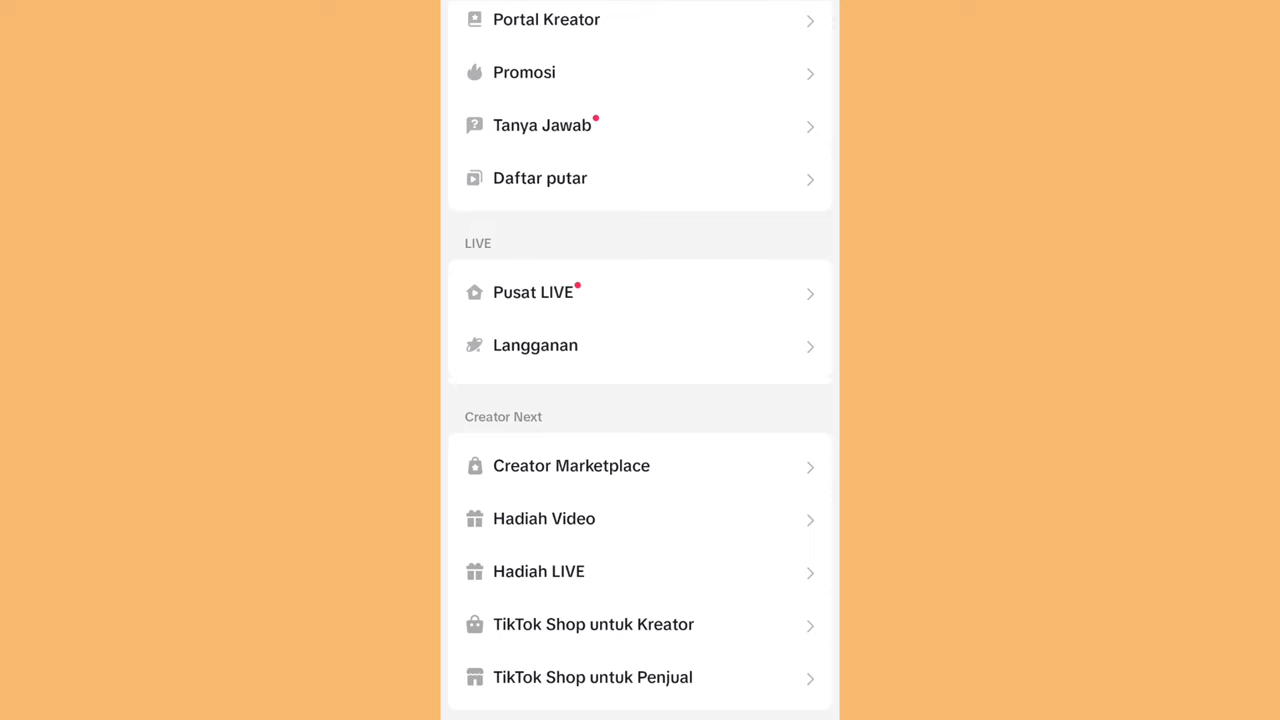 Portal Kreator
Promosi
Tanya Jawab
Daftar putar
LIVE
Pusat LIVE
Langganan
Creator Next
Creator Marketplace
Hadiah Video
Hadiah LIVE
TikTok Shop untuk Kreator
TikTok Shop untuk Penjual